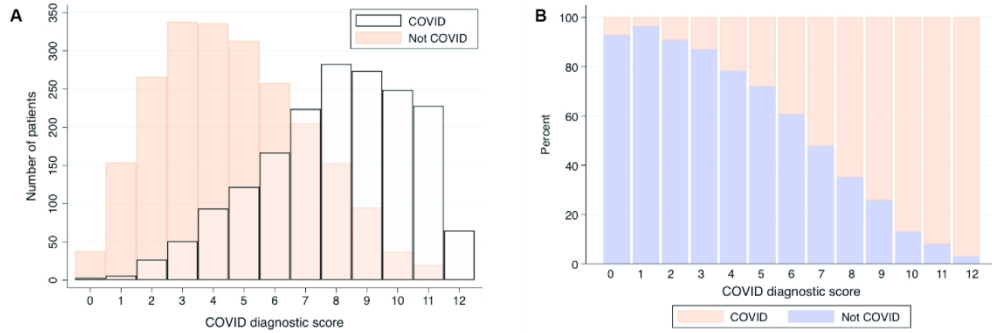 A
COVID
Not COVID
Number of patients
350
300
250
200
150
100
50
0
0 1 2 3 4 5 6 7 8 9 10 11 12
COVID diagnostic score
B
Percent
100
80
60
40
20
0
0 1 2 3 4 5 6 7 8 9 10 11 12
COVID diagnostic score
COVID Not COVID